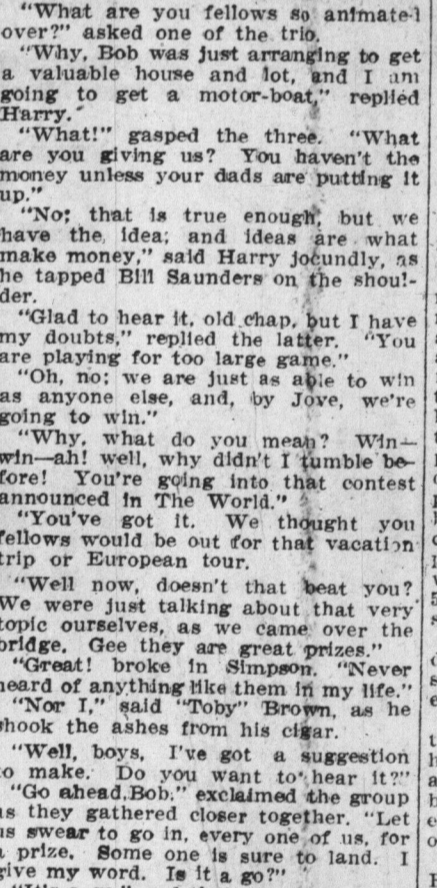 "What are you fellows so animated
over?" asked one of the trio.
"Why, Bob was just arranging to get
a valuable house and lot, and I am
going to get a motor-boat," replied
Harry.
"What!" gasped the three. "What
are you giving us? You haven't the
money unless your dads are putting it
up."
"No; that is true enough, but we
have the idea; and ideas are what
make money," said Harry jocundly, as
he tapped Bill Saunders on the shoul-
der.
"Glad to hear it, old chap, but I have
my doubts," replied the latter. "You
are playing for too large game."
"Oh, no; we are just as able to win
as anyone else, and, by Jove, we're
going to win."
"Why, what do you mean? Win—
win—ah! well, why didn't I tumble be-
fore! You're going into that contest
announced in The World."
"You've got it. We thought you
fellows would be out for that vacation
trip or European tour.
"Well now, doesn't that beat you?
We were just talking about that very
topic ourselves, as we came over the
bridge. Gee they are great prizes."
"Great! broke in Simpson. "Never
heard of anything like them in my life."
"Nor I," said "Toby" Brown, as he
shook the ashes from his cigar.
"Well, boys, I've got a suggestion
to make. Do you want to hear it?"
"Go ahead, Bob," exclaimed the group
as they gathered closer together. "Let
us swear to go in, every one of us, for
a prize. Some one is sure to land. I
give my word. Is it a go?"